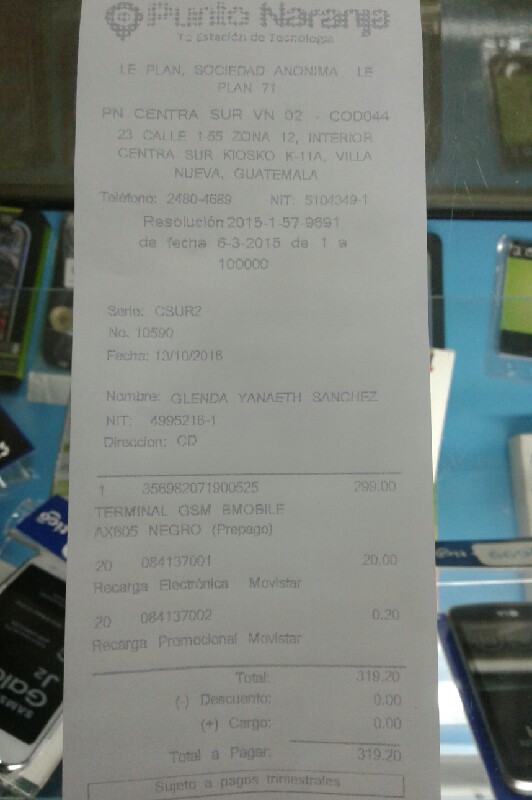 Punto Naranja
Tu Estación de Tecnología
LE PLAN, SOCIEDAD ANONIMA LE
PLAN 71
PN CENTRA SUR VN 02 - COD044
23 CALLE 1-55 ZONA 12, INTERIOR
CENTRA SUR KIOSKO K-11A, VILLA
NUEVA, GUATEMALA
Teléfono: 2480-4689 NIT: 5104349-1
Resolución 2015-1-57-9691
de fecha 6-3-2015 de 1 a
100000
Serie: CSUR2
No. 10590
Fecha: 13/10/2016
Nombre: GLENDA YANAETH SANCHEZ
NIT: 4995216-1
Direccion: CD
1 356982071900525 299.00
TERMINAL GSM BMOBILE
AX605 NEGRO (Prepago)
20 084137001 20.00
Recarga Electrónica Movistar
20 084137002 0.20
Recarga Promocional Movistar
Total: 319.20
(-) Descuento: 0.00
(+) Cargo: 0.00
Total a Pagar: 319.20
Sujeto a pagos trimestrales
tigo
J2